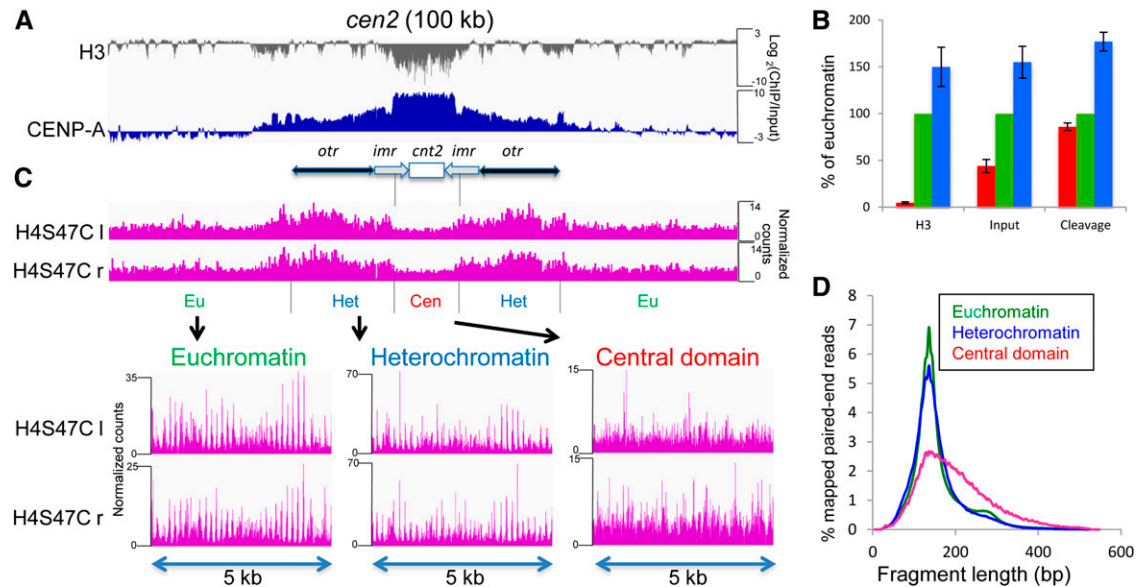 A
cen2 (100 kb)
H3
3
-10
Log 2(ChIP/Input)
10
-3
CENP-A
otr imr cnt2 imr otr
C
H4S47C l
14
0
H4S47C r
14
0
Normalized counts
Eu Het Cen Het Eu
Euchromatin Heterochromatin Central domain
H4S47C l
35
0
70
0
15
0
Normalized counts
H4S47C r
25
0
70
0
15
0
5 kb 5 kb 5 kb
B
% of euchromatin
200
150
100
50
0
H3 Input Cleavage
D
% mapped paired-end reads
8
7
6
5
4
3
2
1
0
Euchromatin
Heterochromatin
Central domain
0 200 400 600
Fragment length (bp)